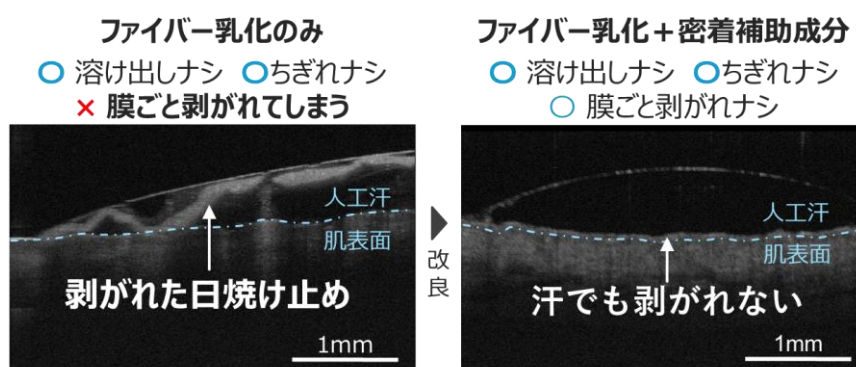 ファイバー乳化のみ
○ 溶け出しナシ ○ちぎれナシ
× 膜ごと剥がれてしまう
人工汗
肌表面
剥がれた日焼け止め
1mm
改良
ファイバー乳化＋密着補助成分
○ 溶け出しナシ ○ちぎれナシ
○ 膜ごと剥がれナシ
人工汗
肌表面
汗でも剥がれない
1mm